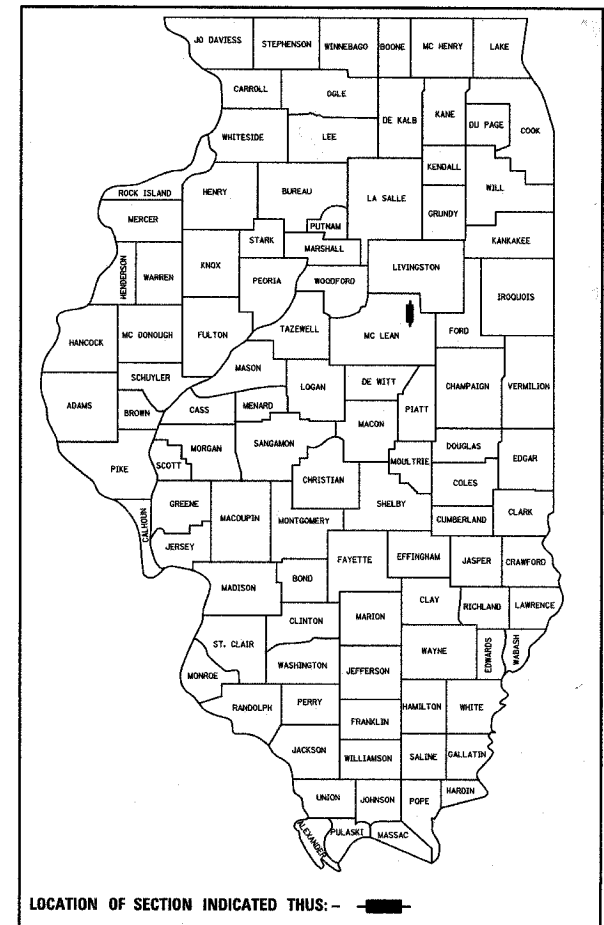 JO DAVIESS STEPHENSON WINNEBAGO BOONE MC HENRY LAKE
CARROLL OGLE DE KALB KANE DU PAGE COOK
WHITESIDE LEE KENDALL WILL
ROCK ISLAND HENRY BUREAU LA SALLE GRUNDY
MERCER PUTNAM KANKAKEE
STARK MARSHALL
HENDERSON WARREN KNOX PEORIA WOODFORD LIVINGSTON IROQUOIS
HANCOCK MC DONOUGH FULTON TAZEWELL MC LEAN FORD
SCHUYLER MASON LOGAN DE WITT CHAMPAIGN VERMILION
ADAMS BROWN CASS MENARD MACON PIATT
PIKE SCOTT MORGAN SANGAMON CHRISTIAN MOULTRIE DOUGLAS EDGAR
COLES
CALHOUN GREENE MACOUPIN MONTGOMERY SHELBY CUMBERLAND CLARK
JERSEY FAYETTE EFFINGHAM JASPER CRAWFORD
MADISON BOND CLAY RICHLAND LAWRENCE
CLINTON MARION
ST. CLAIR WAYNE EDWARDS WABASH
MONROE WASHINGTON JEFFERSON
RANDOLPH PERRY HAMILTON WHITE
FRANKLIN
JACKSON WILLIAMSON SALINE GALLATIN
UNION JOHNSON POPE HARDIN
ALEXANDER PULASKI MASSAC
LOCATION OF SECTION INDICATED THUS:-